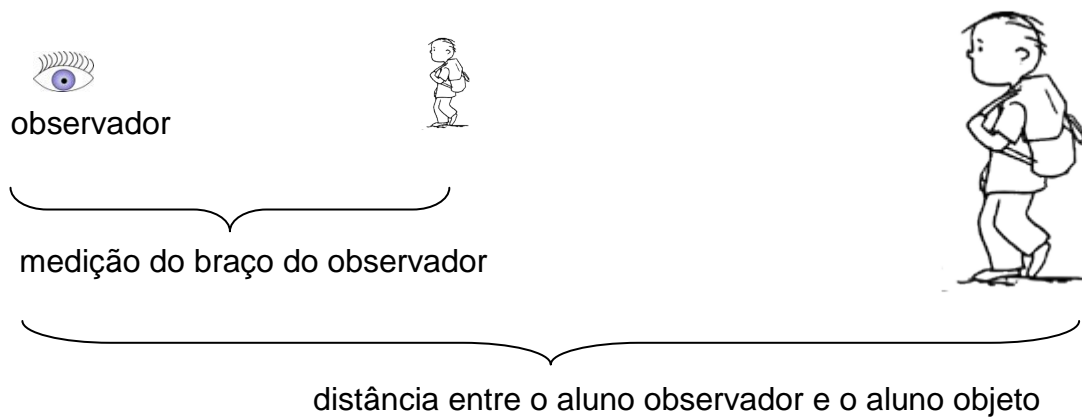 observador
medição do braço do observador
distância entre o aluno observador e o aluno objeto